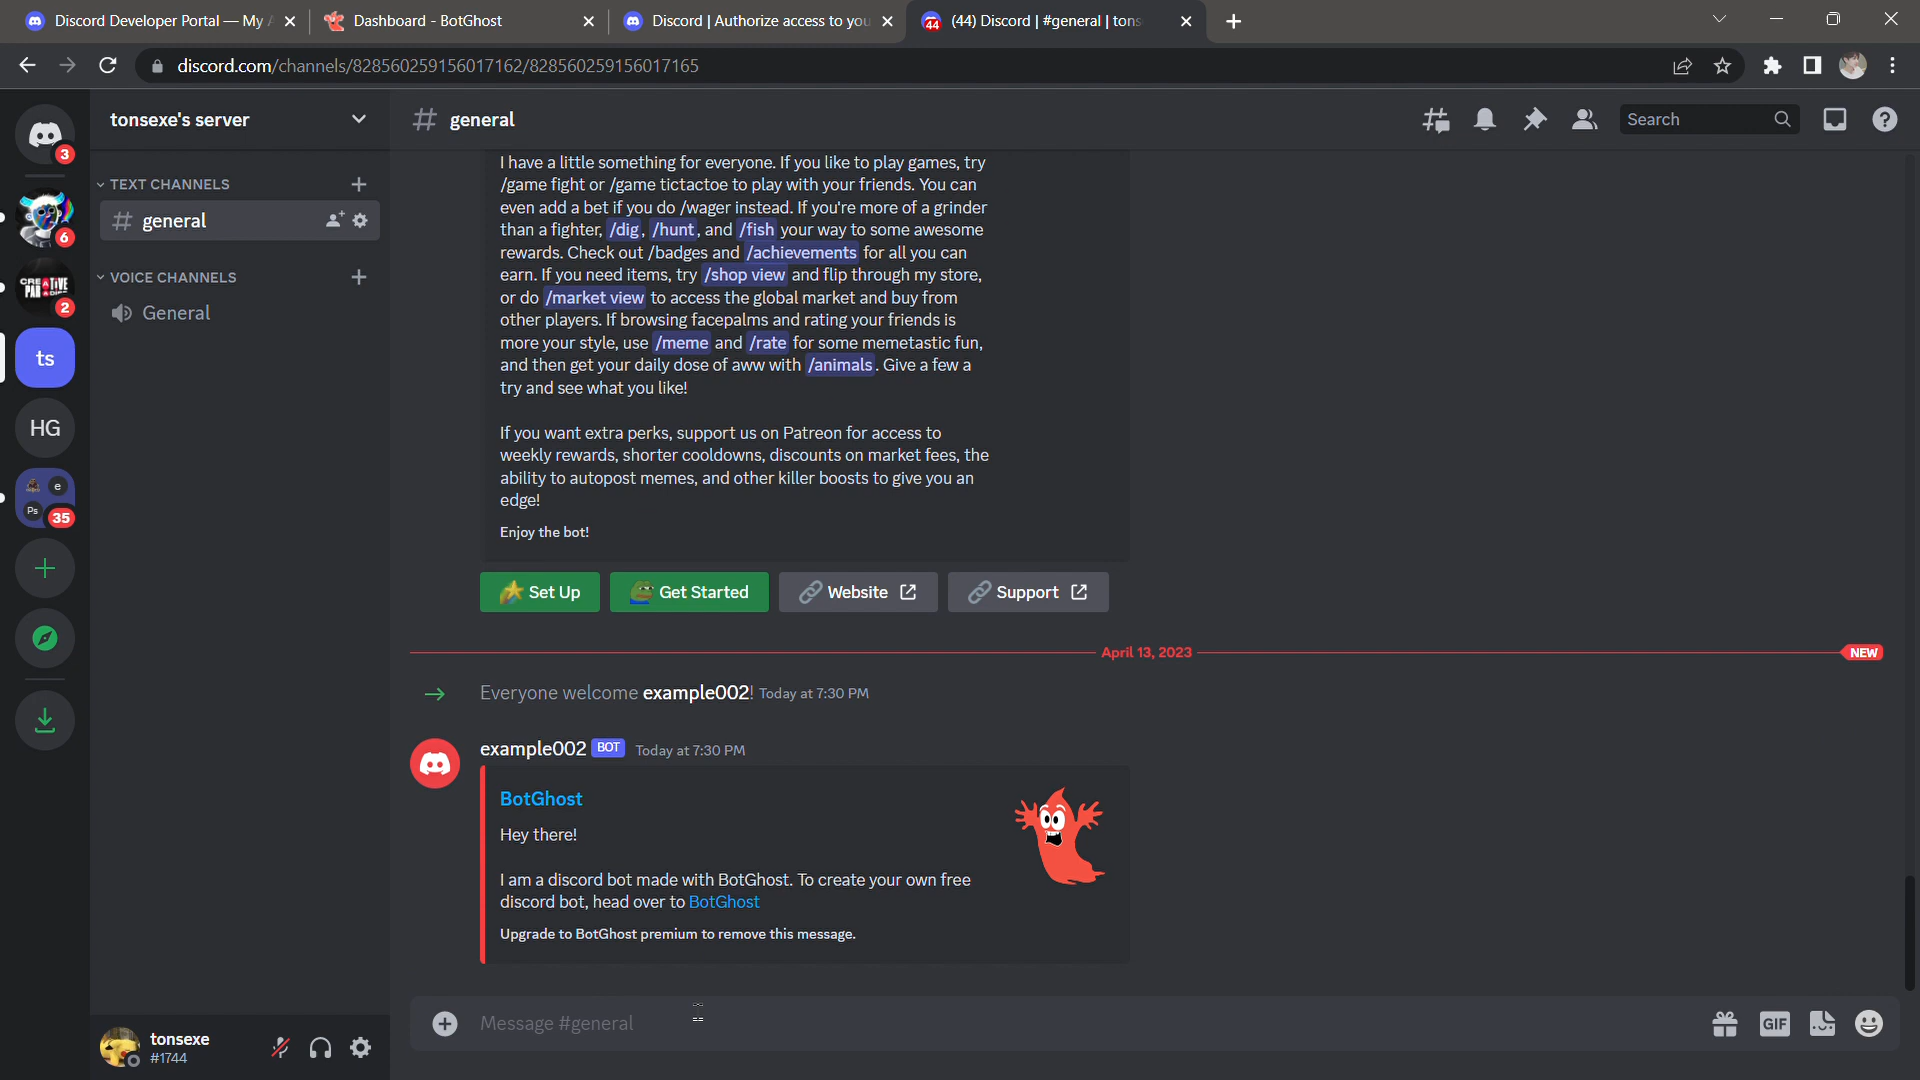 Discord Developer Portal — My A
Dashboard - BotGhost
Discord | Authorize access to you
44
(44) Discord | #general | tons
discord.com/channels/828560259156017162/828560259156017165
3
6
CREATIVE
PARADISE
2
ts
HG
e
Ps
35
tonsexe's server
TEXT CHANNELS
general
VOICE CHANNELS
General
tonsexe
#1744
general
Search
I have a little something for everyone. If you like to play games, try
/game fight or /game tictactoe to play with your friends. You can
even add a bet if you do /wager instead. If you're more of a grinder
than a fighter, /dig, /hunt, and /fish your way to some awesome
rewards. Check out /badges and /achievements for all you can
earn. If you need items, try /shop view and flip through my store,
or do /market view to access the global market and buy from
other players. If browsing facepalms and rating your friends is
more your style, use /meme and /rate for some memetastic fun,
and then get your daily dose of aww with /animals. Give a few a
try and see what you like!
If you want extra perks, support us on Patreon for access to
weekly rewards, shorter cooldowns, discounts on market fees, the
ability to autopost memes, and other killer boosts to give you an
edge!
Enjoy the bot!
Set Up
Get Started
Website
Support
April 13, 2023
NEW
Everyone welcome example002! Today at 7:30 PM
example002 BOT Today at 7:30 PM
BotGhost
Hey there!
I am a discord bot made with BotGhost. To create your own free
discord bot, head over to BotGhost
Upgrade to BotGhost premium to remove this message.
Message #general
GIF